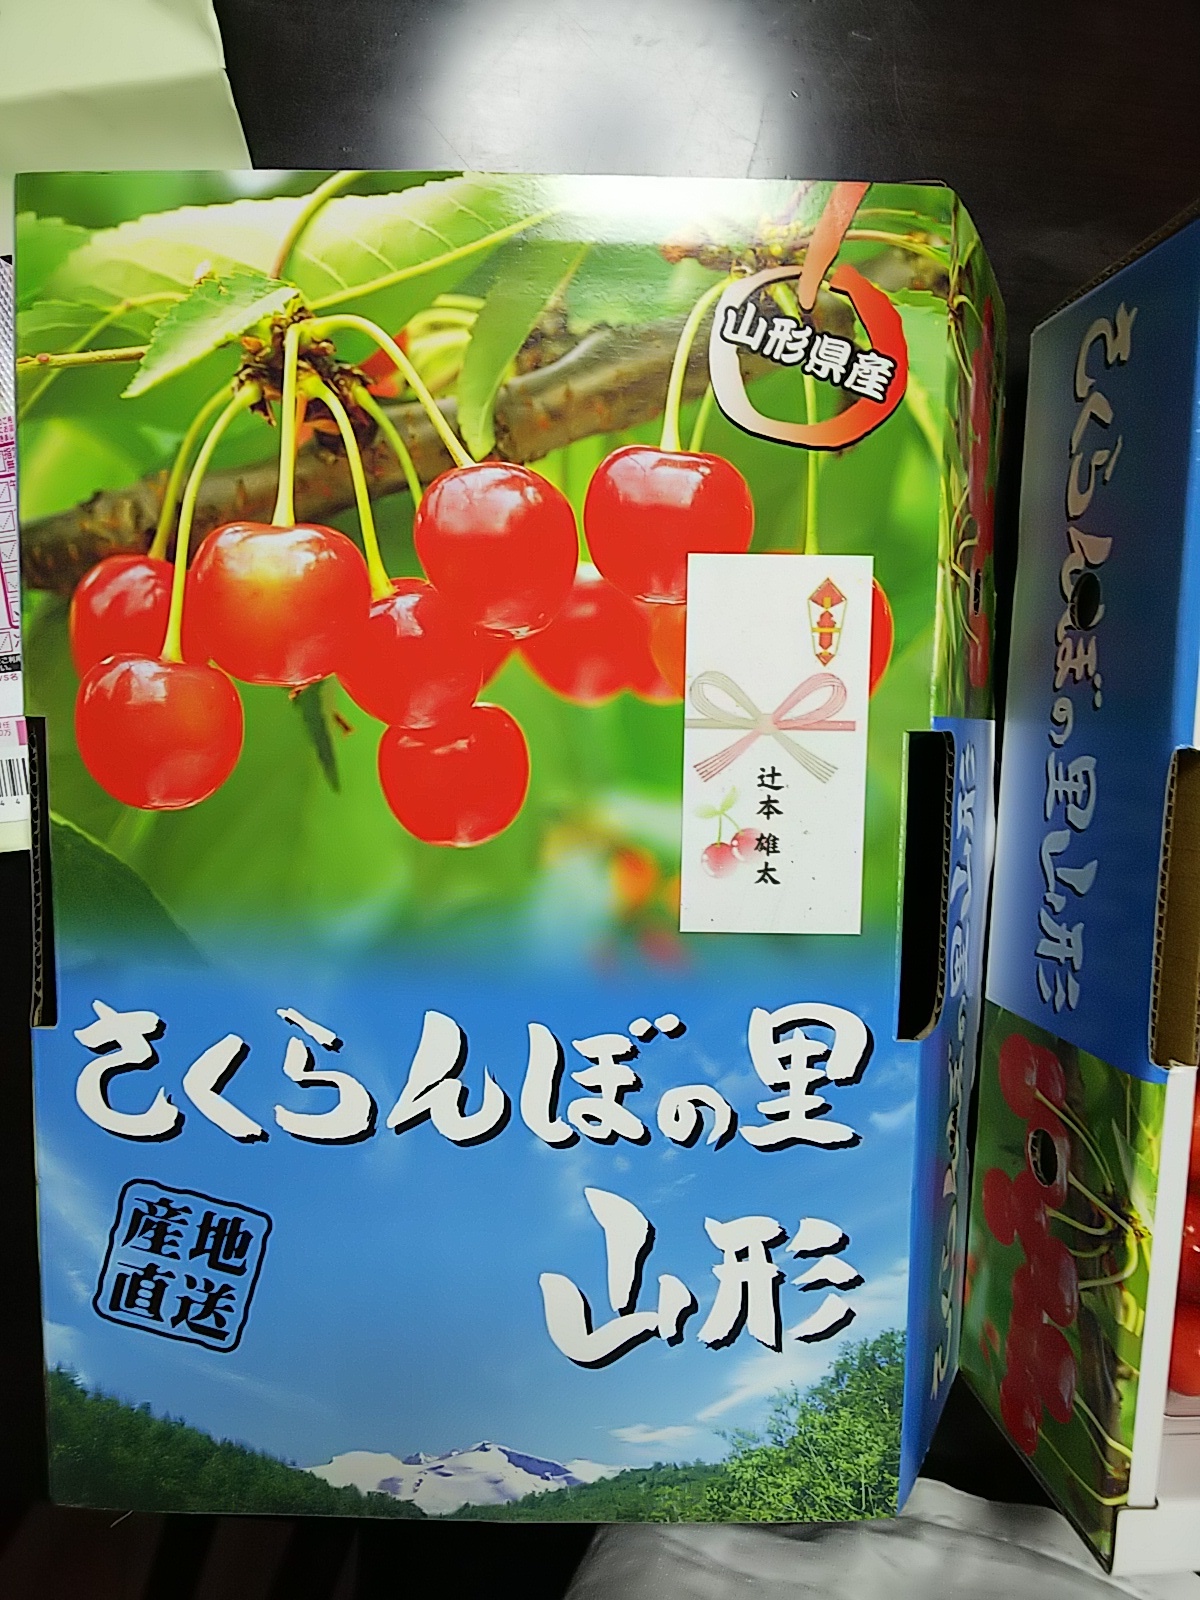 山形県産
辻本 雄太
さくらんぼの里
山形
産地
直送
さくらんぼの里山形